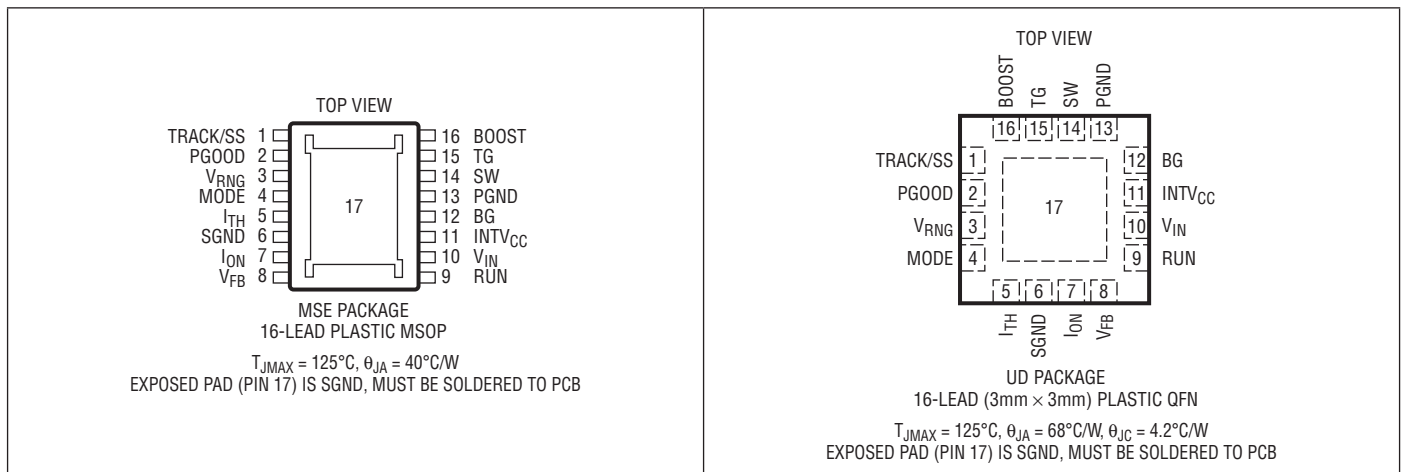 TOP VIEW
TRACK/SS 1
PGOOD 2
VRNG 3
MODE 4
ITH 5
SGND 6
ION 7
VFB 8
16 BOOST
15 TG
14 SW
13 PGND
12 BG
11 INTVCC
10 VIN
9 RUN
17
MSE PACKAGE
16-LEAD PLASTIC MSOP
TJMAX = 125°C, θJA = 40°C/W
EXPOSED PAD (PIN 17) IS SGND, MUST BE SOLDERED TO PCB
TOP VIEW
BOOST
TG
SW
PGND
16 15 14 13
TRACK/SS 1
PGOOD 2
VRNG 3
MODE 4
17
12 BG
11 INTVCC
10 VIN
9 RUN
5 6 7 8
ITH
SGND
ION
VFB
UD PACKAGE
16-LEAD (3mm × 3mm) PLASTIC QFN
TJMAX = 125°C, θJA = 68°C/W, θJC = 4.2°C/W
EXPOSED PAD (PIN 17) IS SGND, MUST BE SOLDERED TO PCB